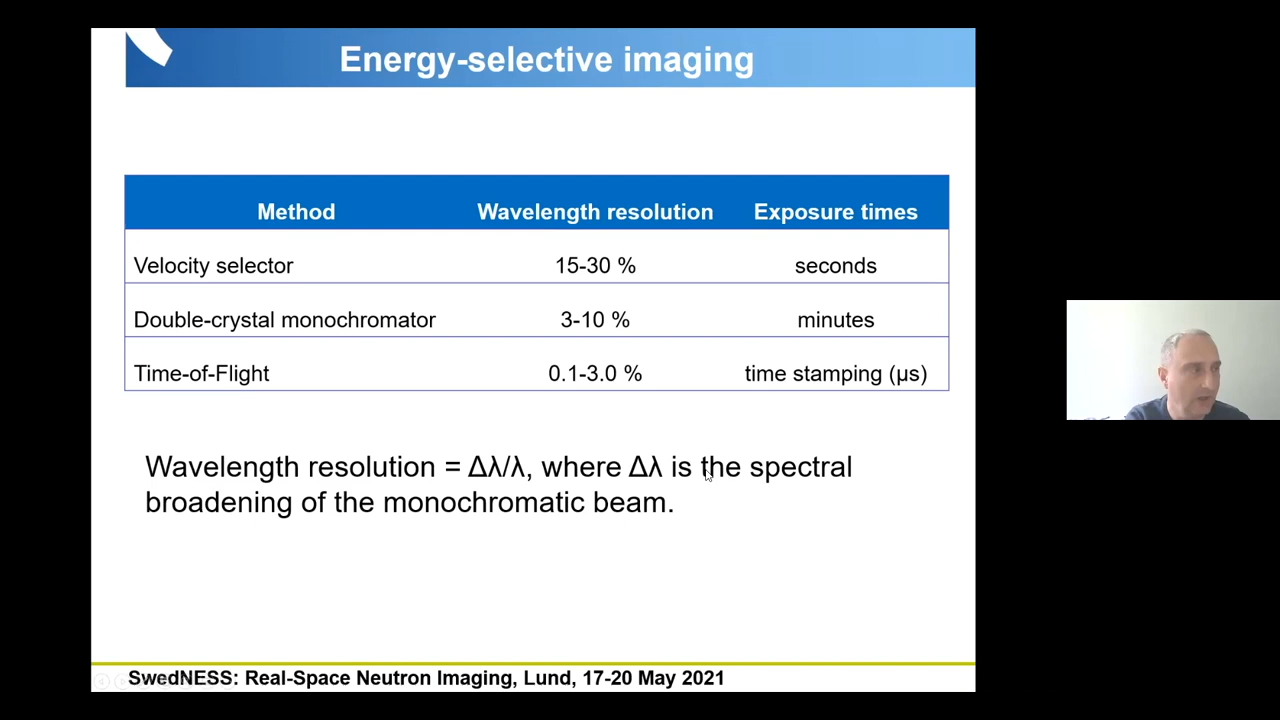 Energy-selective imaging
Method Wavelength resolution Exposure times
Velocity selector 15-30 % seconds
Double-crystal monochromator 3-10 % minutes
Time-of-Flight 0.1-3.0 % time stamping (µs)
Wavelength resolution = Δλ/λ, where Δλ is the spectral
broadening of the monochromatic beam.
SwedNESS: Real-Space Neutron Imaging, Lund, 17-20 May 2021